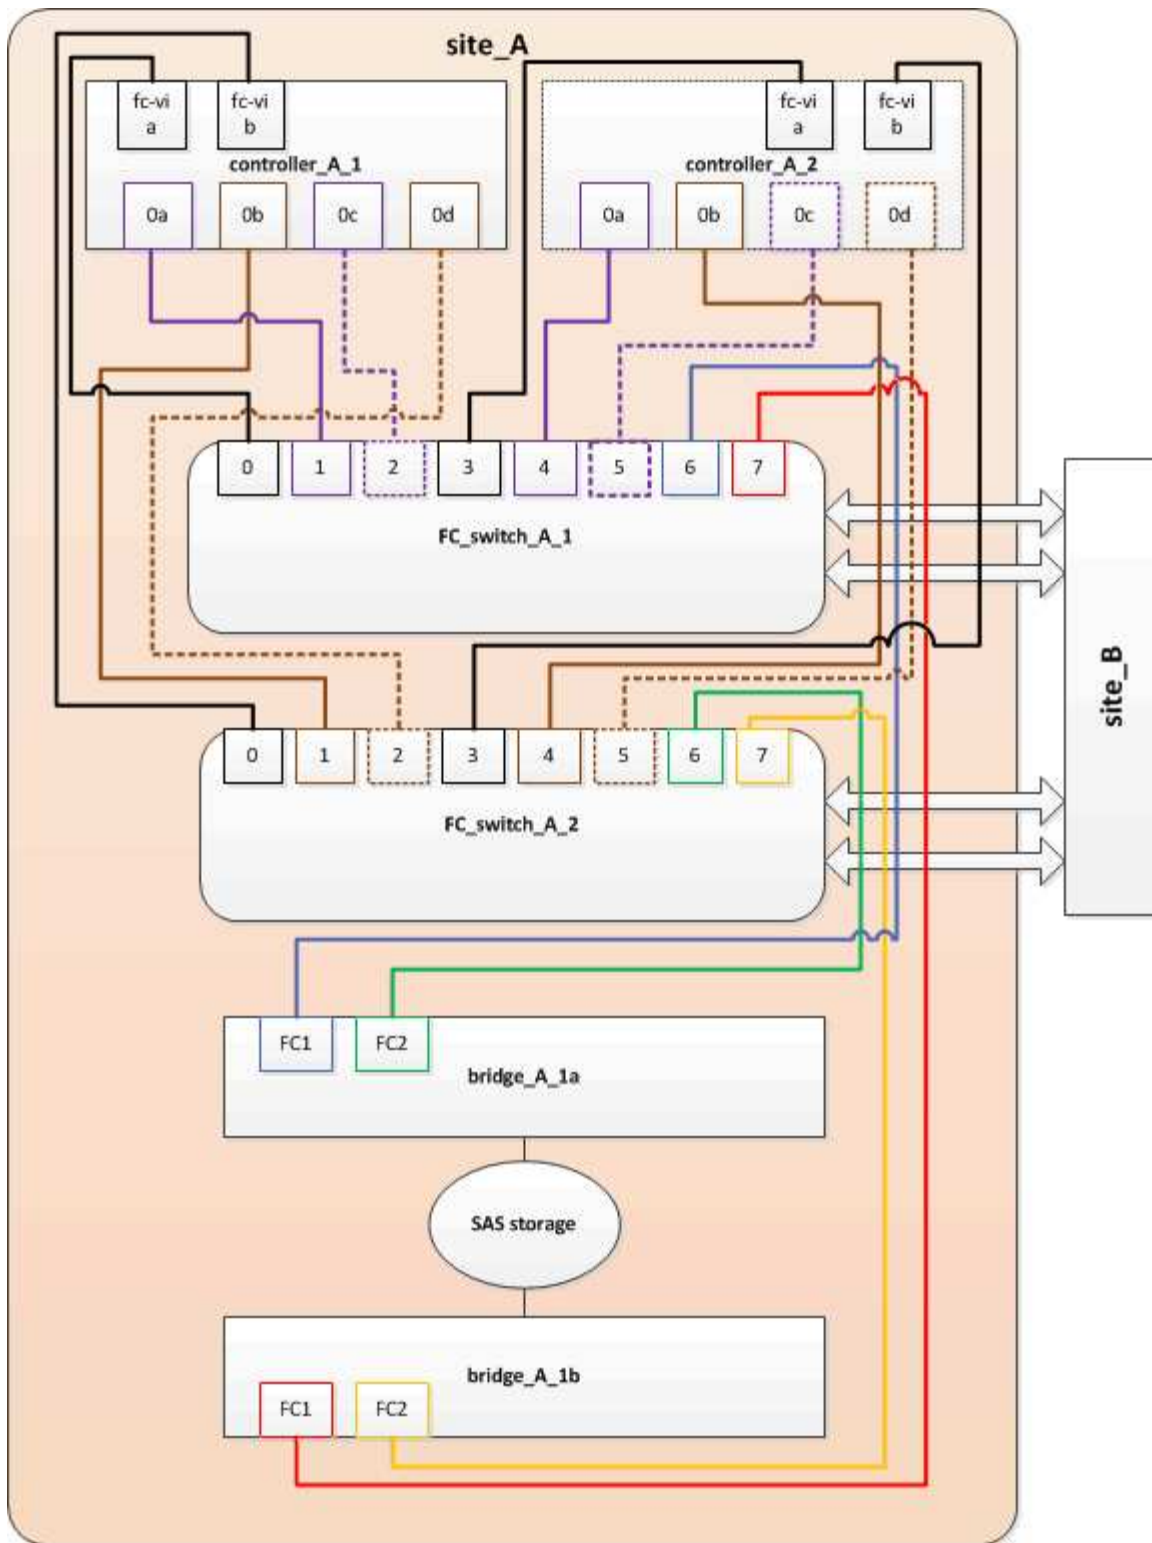 site_A
fc-vi
a
fc-vi
b
fc-vi
a
fc-vi
b
controller_A_1
controller_A_2
0a
0b
0c
0d
0a
0b
0c
0d
0
1
2
3
4
5
6
7
FC_switch_A_1
site_B
0
1
2
3
4
5
6
7
FC_switch_A_2
FC1
FC2
bridge_A_1a
SAS storage
bridge_A_1b
FC1
FC2